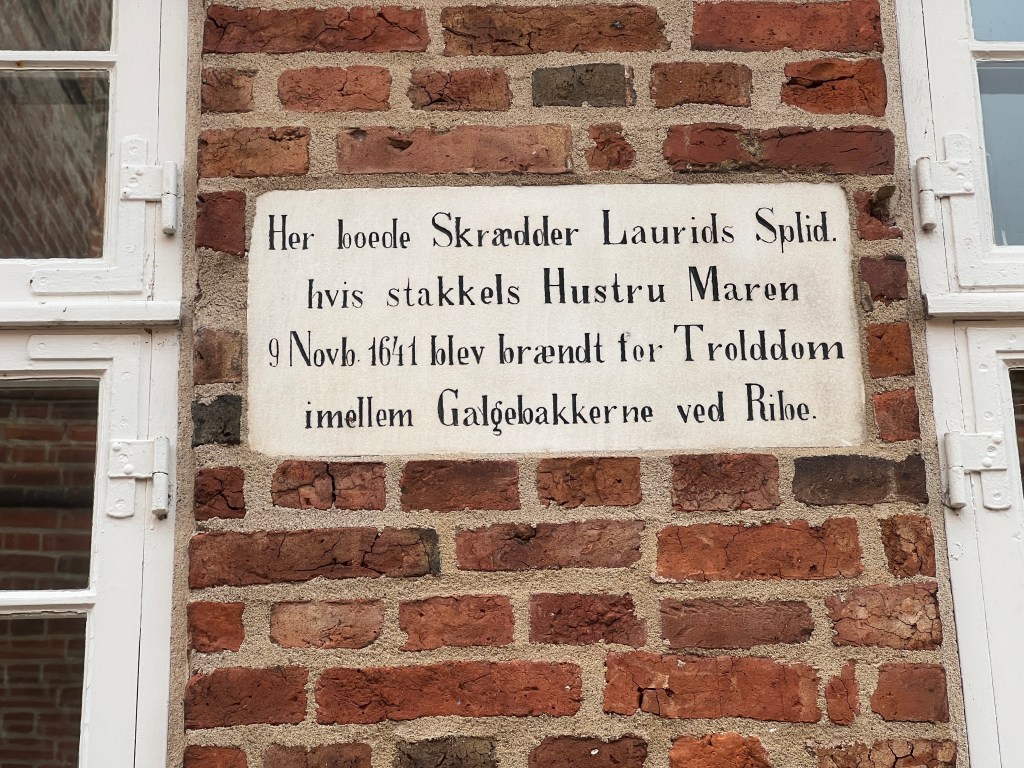 Her boede Skrædder Laurids Splid.
hvis stakkels Hustru Maren
9 Novb. 1641 blev brændt for Trolddom
imellem Galgebakkerne ved Ribe.